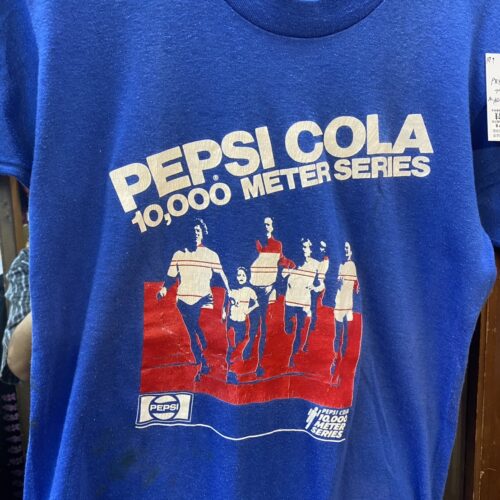 PEPSI COLA
10,000 METER SERIES
PEPSI
PEPSI COLA
10,000
METER
SERIES